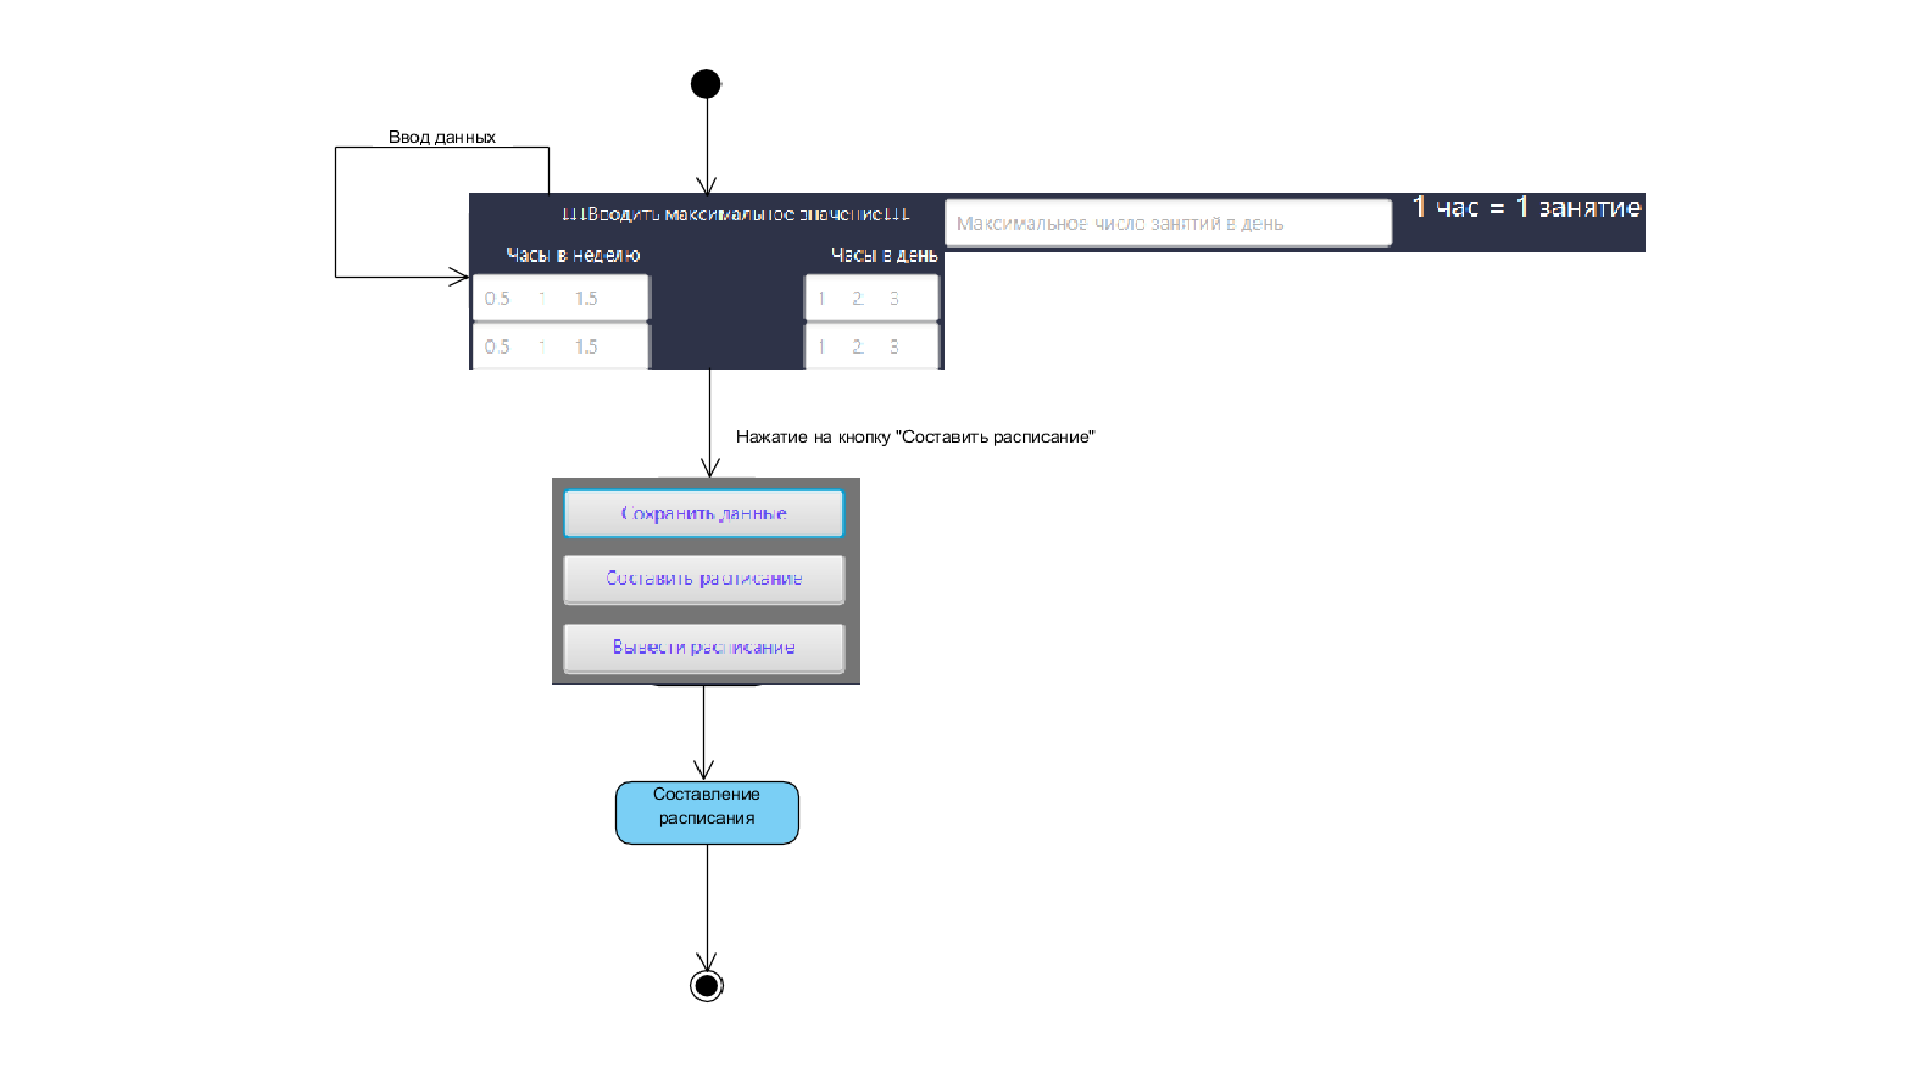 Ввод данных
↓↓↓Вводить максимальное значение↓↓↓
Максимальное число занятий в день
1 час = 1 занятие
Часы в неделю
Часы в день
0.5 1 1.5
1 2 3
0.5 1 1.5
1 2 3
Нажатие на кнопку "Составить расписание"
Сохранить данные
Составить расписание
Вывести расписание
Составление
расписания